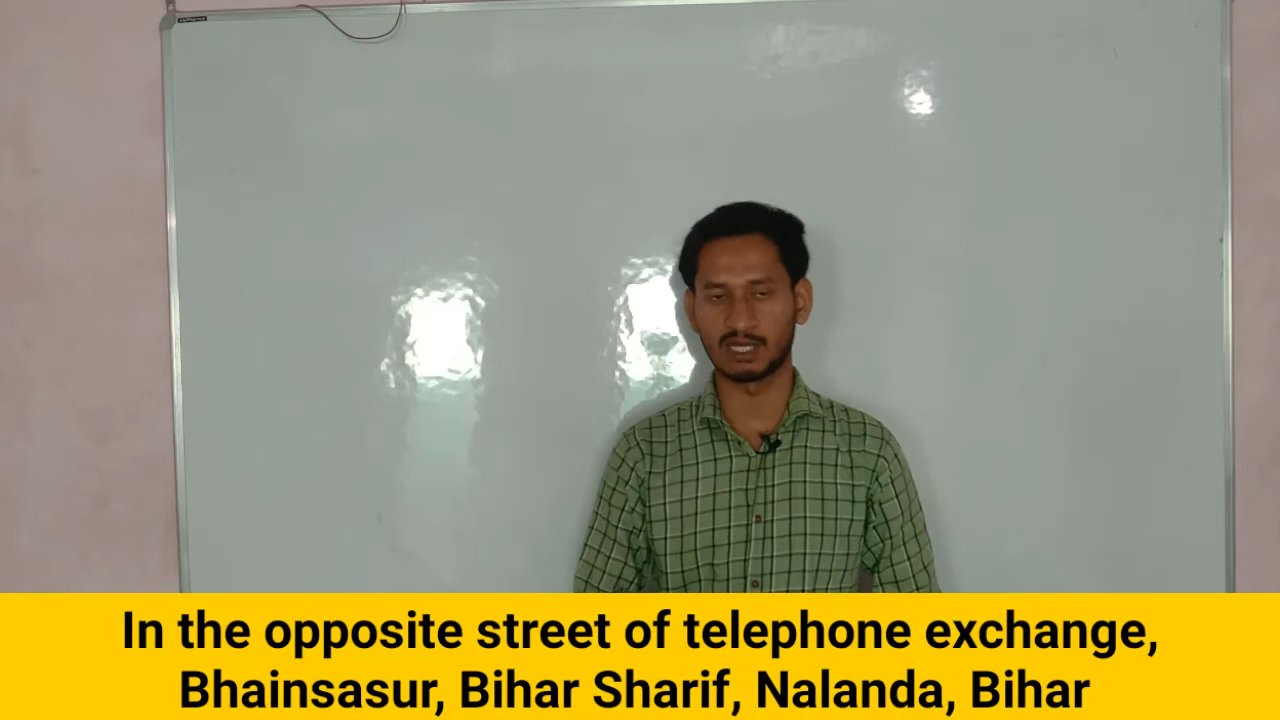 In the opposite street of telephone exchange,
Bhainsasur, Bihar Sharif, Nalanda, Bihar